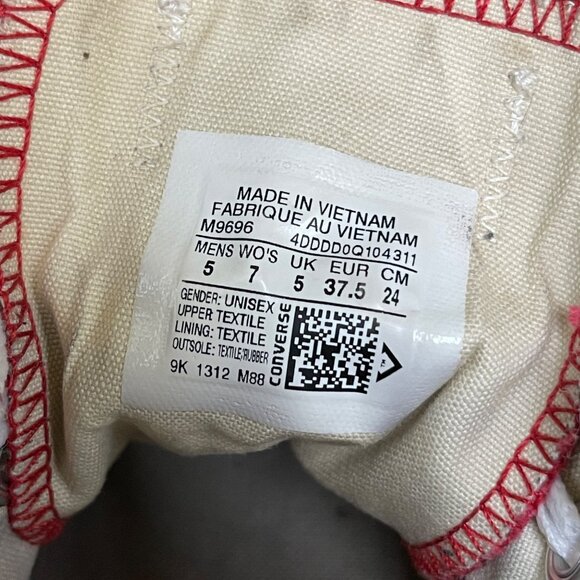 MADE IN VIETNAM
FABRIQUE AU VIETNAM
M9696 4DDDD0Q104311
MENS WO'S UK EUR CM
5 7 5 37.5 24
GENDER: UNISEX
UPPER TEXTILE
LINING: TEXTILE
OUTSOLE: TEXTILE/RUBBER
9K 1312 M88
CONVERSE